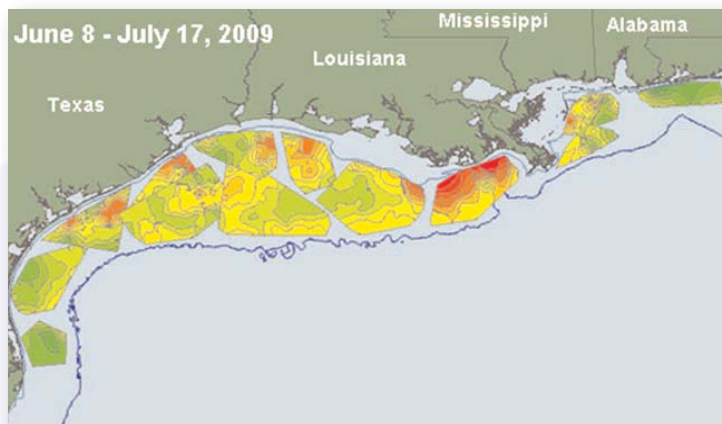 June 8 - July 17, 2009
Mississippi
Alabama
Louisiana
Texas